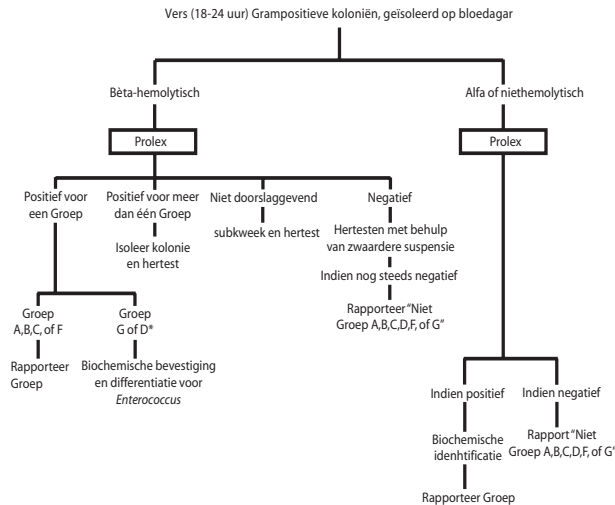 Vers (18-24 uur) Grampositieve koloniën, geïsoleerd op bloedagar
Bèta-hemolytisch
Alfa of niethemolytisch
Prolex
Prolex
Positief voor
een Groep
Positief voor meer
dan één Groep
Niet doorslaggevend
Negatief
Isoleer kolonie
en hertest
subkweek en hertest
Hertesten met behulp
van zwaardere suspensie
Indien nog steeds negatief
Rapporteer “Niet
Groep A,B,C,D,F, of G”
Groep
A,B,C, of F
Groep
G of D*
Rapporteer
Groep
Biochemische bevestiging
en differentiatie voor
Enterococcus
Indien positief
Indien negatief
Biochemische
idenhtificatie
Rapport “Niet
Groep A,B,C,D,F, of G”
Rapporteer Groep